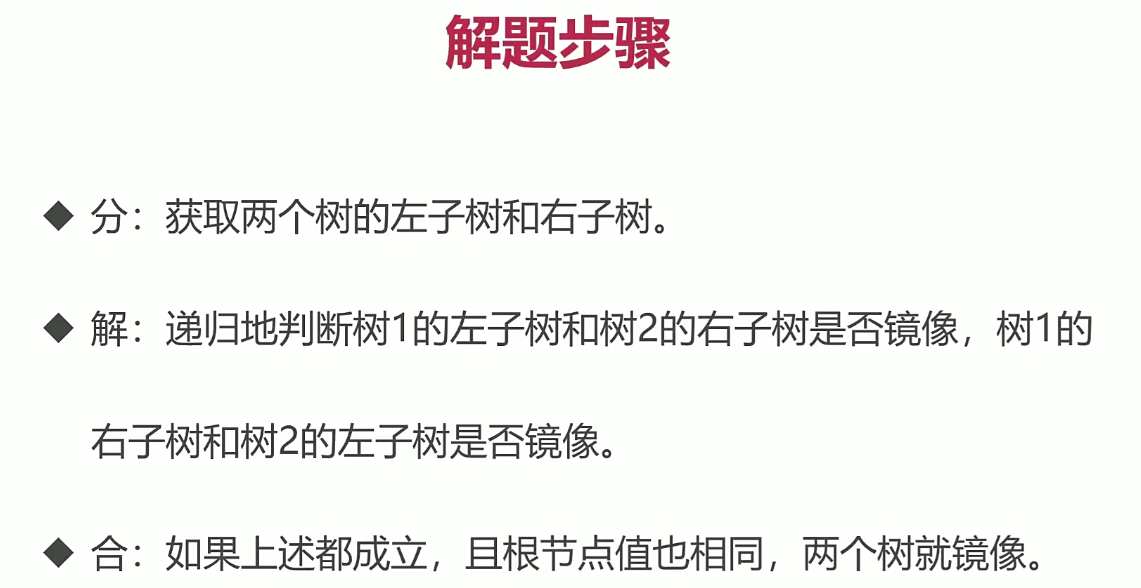 解题步骤
◆ 分：获取两个树的左子树和右子树。
◆ 解：递归地判断树1的左子树和树2的右子树是否镜像，树1的
右子树和树2的左子树是否镜像。
◆ 合：如果上述都成立，且根节点值也相同，两个树就镜像。